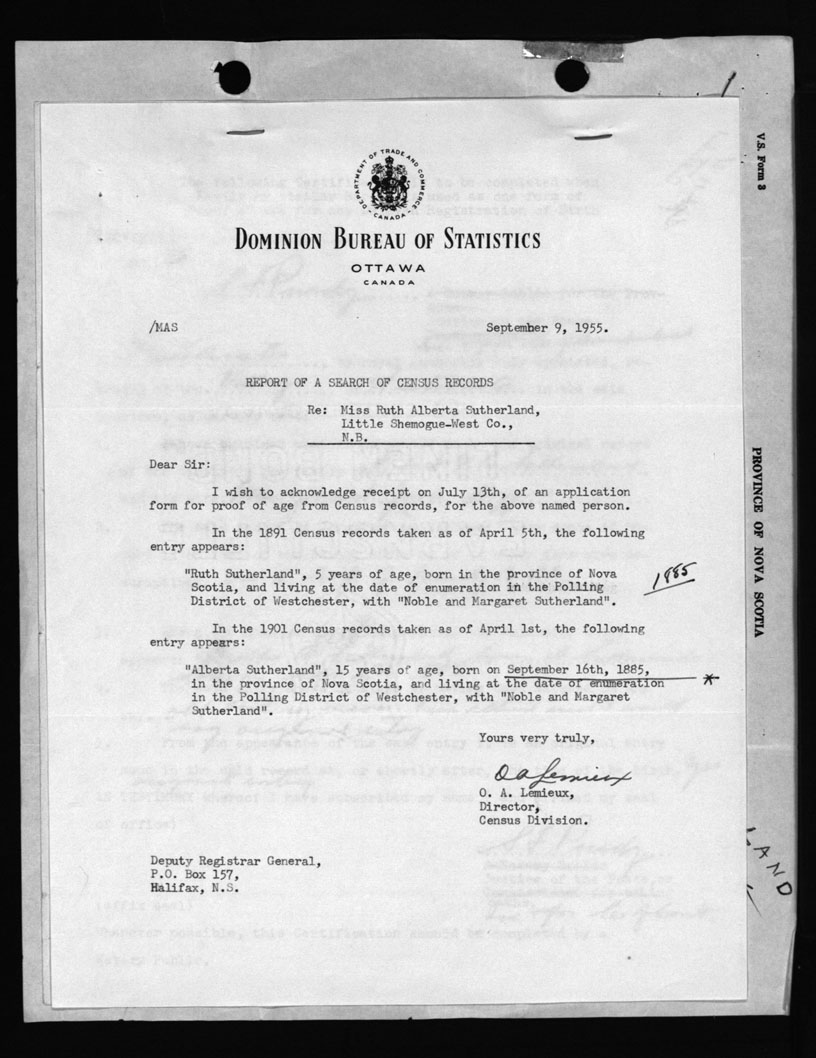 DEPARTMENT OF TRADE AND COMMERCE
CANADA
DOMINION BUREAU OF STATISTICS
OTTAWA
CANADA
/MAS September 9, 1955.
REPORT OF A SEARCH OF CENSUS RECORDS
Re: Miss Ruth Alberta Sutherland,
Little Shemogue-West Co.,
N.B.
Dear Sir:
I wish to acknowledge receipt on July 13th, of an application
form for proof of age from Census records, for the above named person.
In the 1891 Census records taken as of April 5th, the following
entry appears:
"Ruth Sutherland", 5 years of age, born in the province of Nova
Scotia, and living at the date of enumeration in the Polling
District of Westchester, with "Noble and Margaret Sutherland".
1885
In the 1901 Census records taken as of April 1st, the following
entry appears:
"Alberta Sutherland", 15 years of age, born on September 16th, 1885,
in the province of Nova Scotia, and living at the date of enumeration
in the Polling District of Westchester, with "Noble and Margaret
Sutherland".
*
Yours very truly,
O A Lemieux
O. A. Lemieux,
Director,
Census Division.
Deputy Registrar General,
P.O. Box 157,
Halifax, N.S.
V.S. Form 3
PROVINCE OF NOVA SCOTIA
LAND